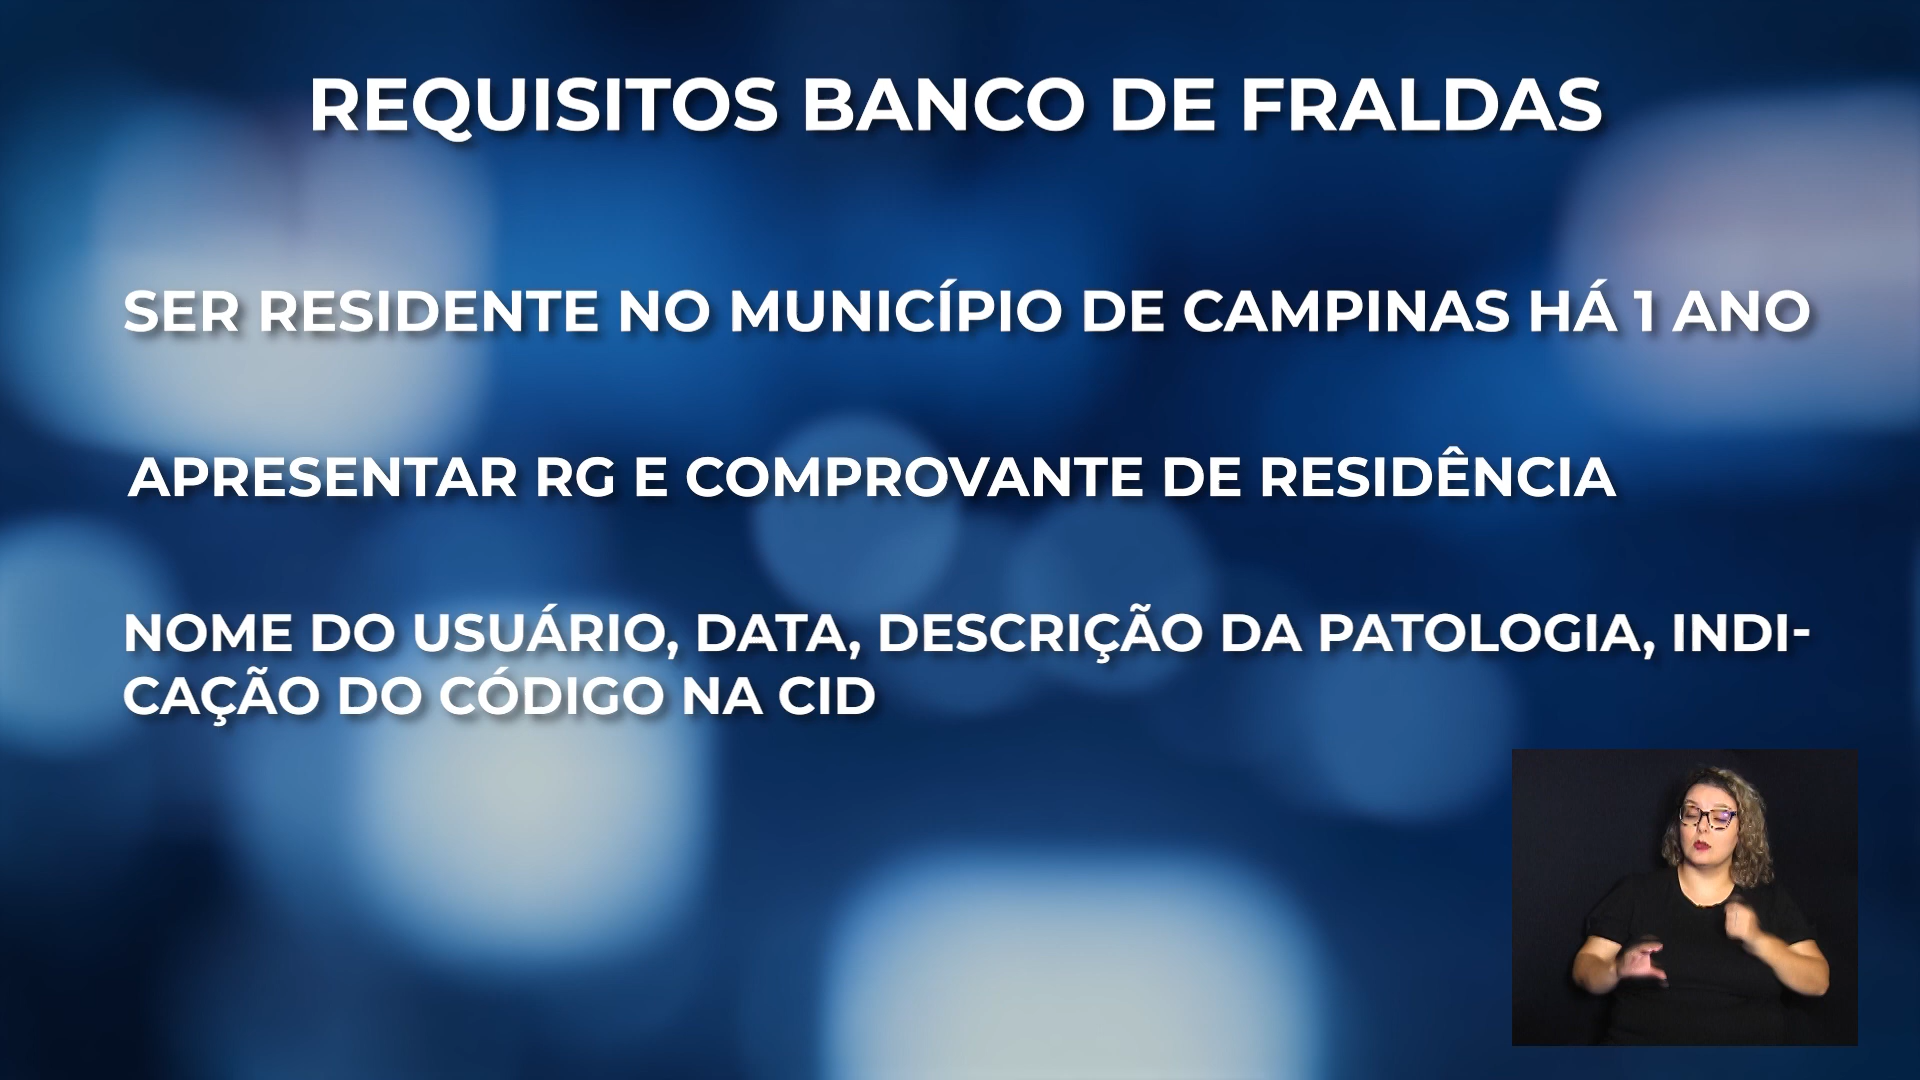 REQUISITOS BANCO DE FRALDAS
SER RESIDENTE NO MUNICÍPIO DE CAMPINAS HÁ 1 ANO
APRESENTAR RG E COMPROVANTE DE RESIDÊNCIA
NOME DO USUÁRIO, DATA, DESCRIÇÃO DA PATOLOGIA, INDI-
CAÇÃO DO CÓDIGO NA CID